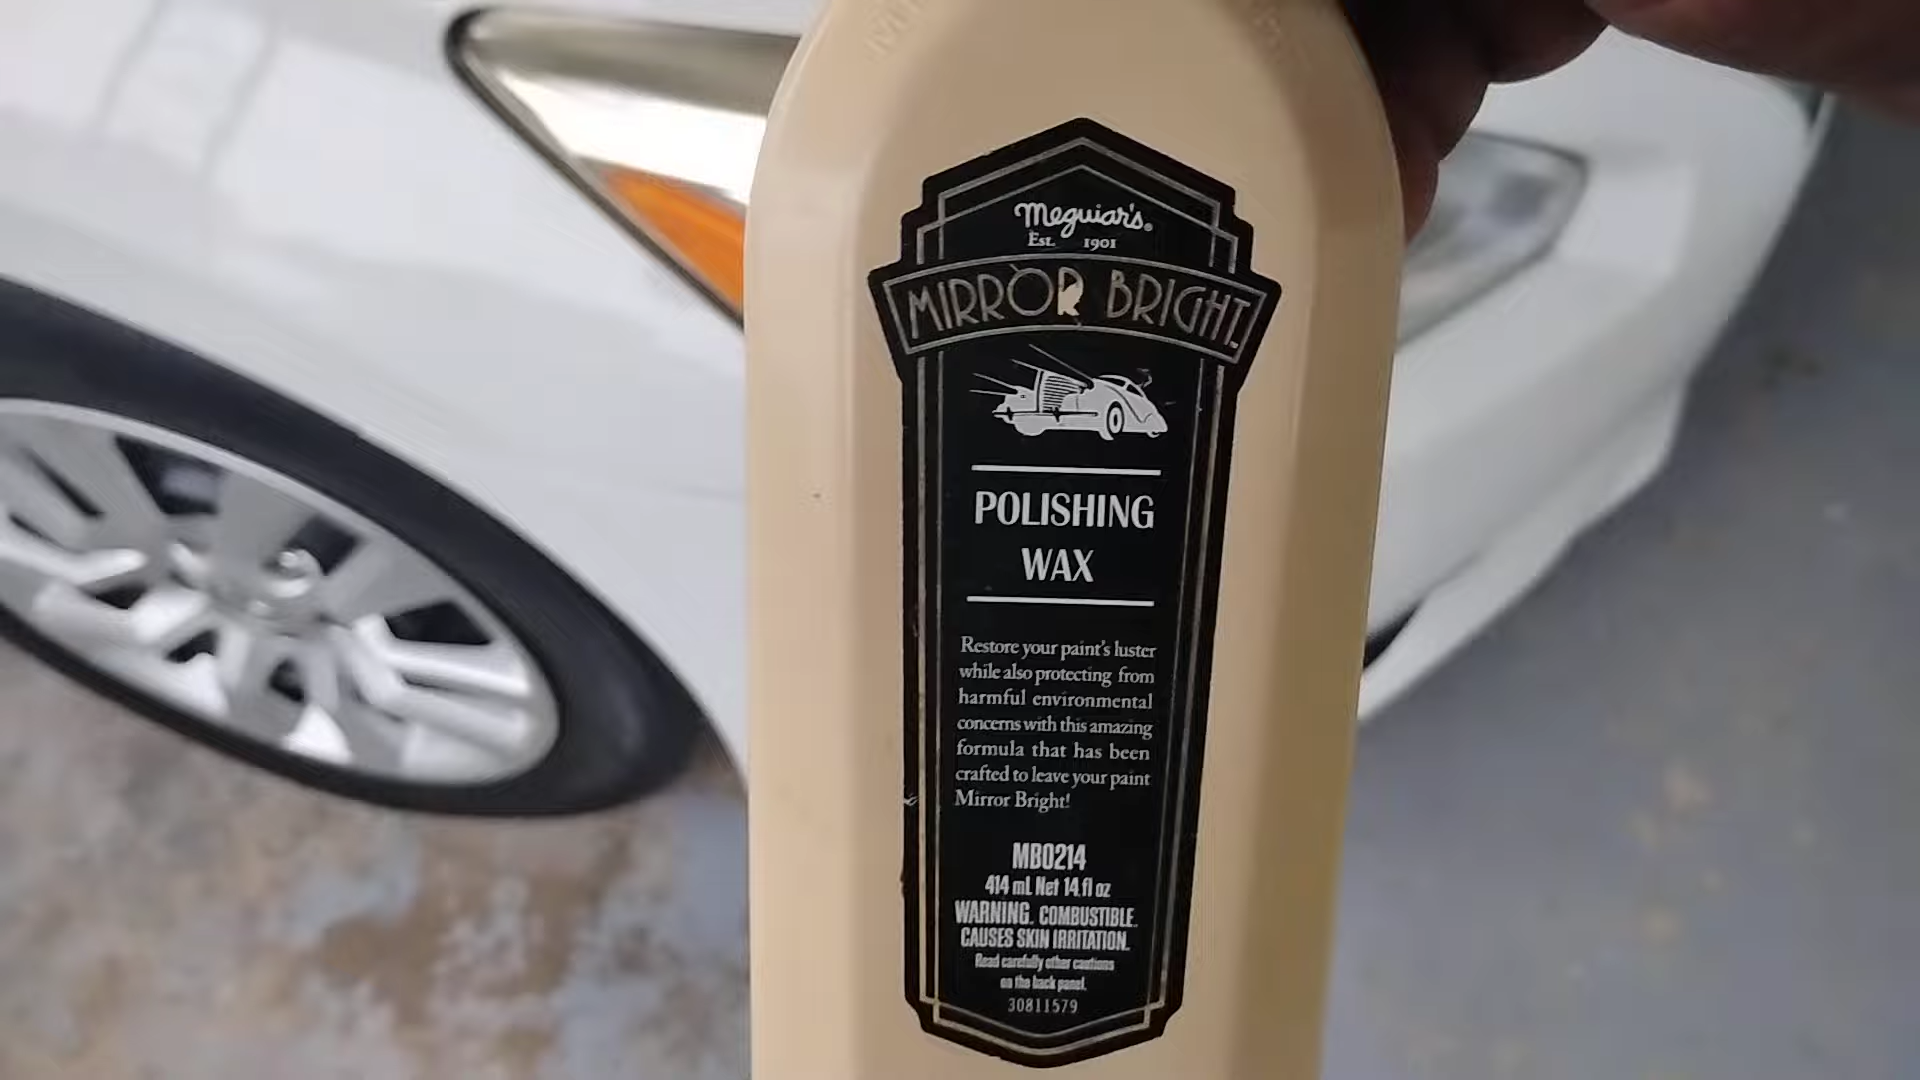 Meguiar's®
Est. 1901
MIRROR BRIGHT™
POLISHING
WAX
Restore your paint's luster
while also protecting from
harmful environmental
concerns with this amazing
formula that has been
crafted to leave your paint
Mirror Bright!
MB0214
414 mL Net 14 fl oz
WARNING. COMBUSTIBLE.
CAUSES SKIN IRRITATION.
Read carefully other cautions
on the back panel.
30811579